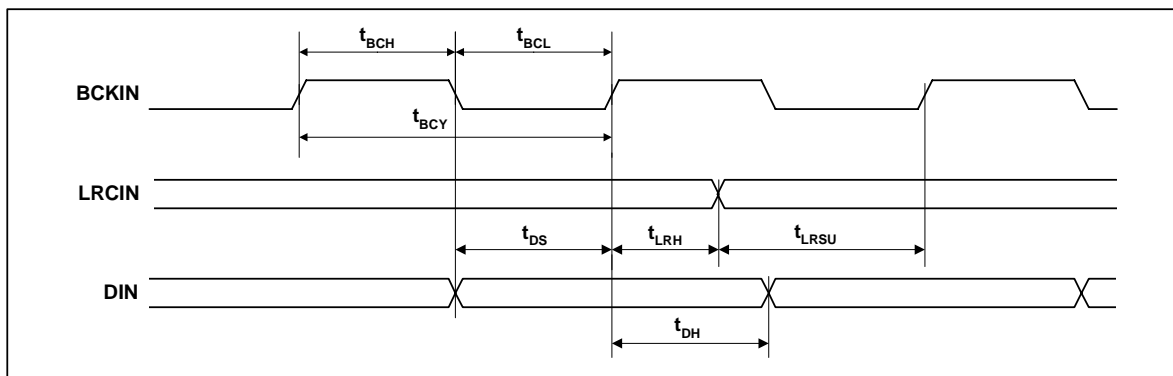 tBCH
tBCL
BCKIN
tBCY
LRCIN
tDS
tLRH
tLRSU
DIN
tDH